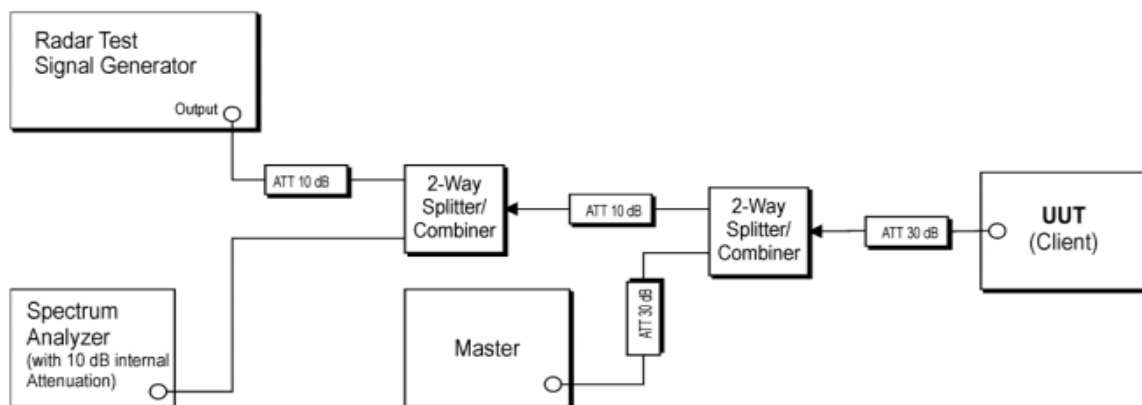 Radar Test
Signal Generator
Output
ATT 10 dB
2-Way
Splitter/
Combiner
ATT 10 dB
2-Way
Splitter/
Combiner
ATT 30 dB
UUT
(Client)
Spectrum
Analyzer
(with 10 dB internal
Attenuation)
Master
ATT 30 dB